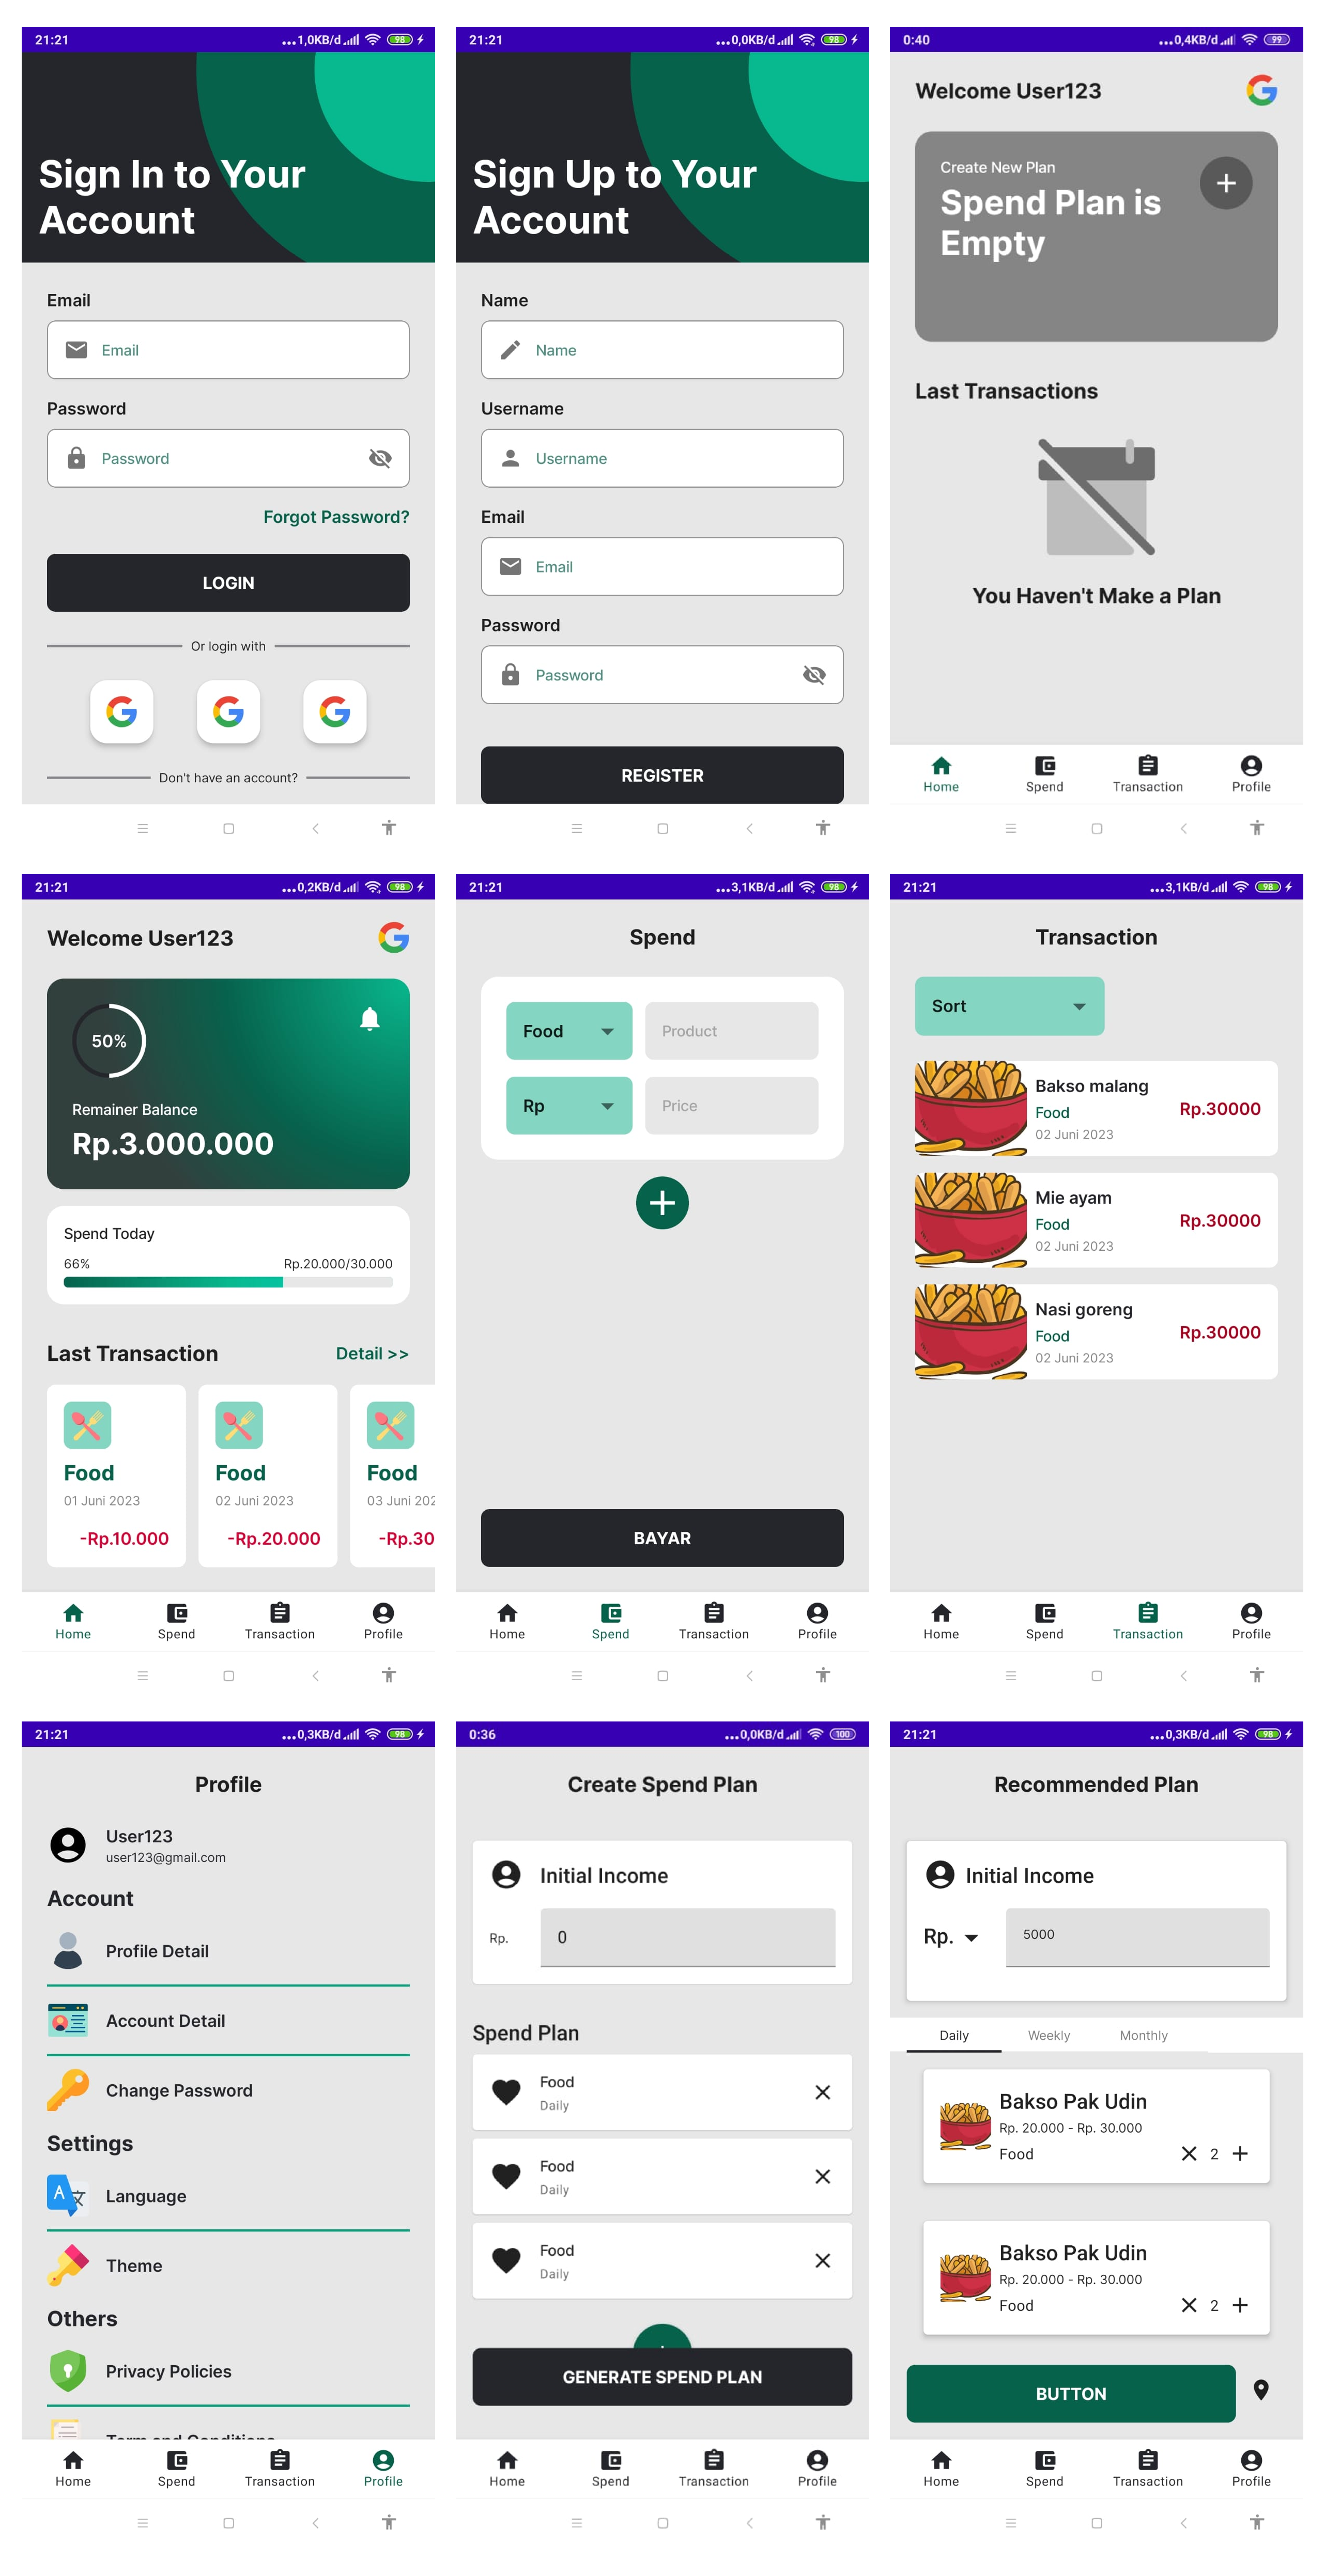 21:21
...1,0KB/d
98
Sign In to Your
Account
Email
Email
Password
Password
Forgot Password?
LOGIN
Or login with
Don't have an account?
21:21
...0,0KB/d
98
Sign Up to Your
Account
Name
Name
Username
Username
Email
Email
Password
Password
REGISTER
0:40
...0,4KB/d
99
Welcome User123
Create New Plan
Spend Plan is
Empty
Last Transactions
You Haven't Make a Plan
Home Spend Transaction Profile
21:21
...0,2KB/d
98
Welcome User123
50%
Remainer Balance
Rp.3.000.000
Spend Today
66% Rp.20.000/30.000
Last Transaction Detail >>
Food
01 Juni 2023
-Rp.10.000
Food
02 Juni 2023
-Rp.20.000
Food
03 Juni 202
-Rp.30
Home Spend Transaction Profile
21:21
...3,1KB/d
98
Spend
Food Product
Rp Price
BAYAR
Home Spend Transaction Profile
21:21
...3,1KB/d
98
Transaction
Sort
Bakso malang
Food
02 Juni 2023
Rp.30000
Mie ayam
Food
02 Juni 2023
Rp.30000
Nasi goreng
Food
02 Juni 2023
Rp.30000
Home Spend Transaction Profile
21:21
...0,3KB/d
98
Profile
User123
user123@gmail.com
Account
Profile Detail
Account Detail
Change Password
Settings
Language
Theme
Others
Privacy Policies
Term and Conditions
Home Spend Transaction Profile
0:36
...0,0KB/d
100
Create Spend Plan
Initial Income
Rp. 0
Spend Plan
Food
Daily
Food
Daily
Food
Daily
GENERATE SPEND PLAN
Home Spend Transaction Profile
21:21
...0,3KB/d
98
Recommended Plan
Initial Income
Rp. 5000
Daily Weekly Monthly
Bakso Pak Udin
Rp. 20.000 - Rp. 30.000
Food 2
Bakso Pak Udin
Rp. 20.000 - Rp. 30.000
Food 2
BUTTON
Home Spend Transaction Profile